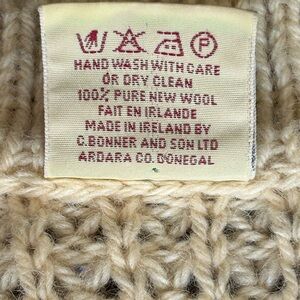 P
HAND WASH WITH CARE
OR DRY CLEAN
100% PURE NEW WOOL
FAIT EN IRLANDE
MADE IN IRELAND BY
C.BONNER AND SON LTD
ARDARA CO. DONEGAL